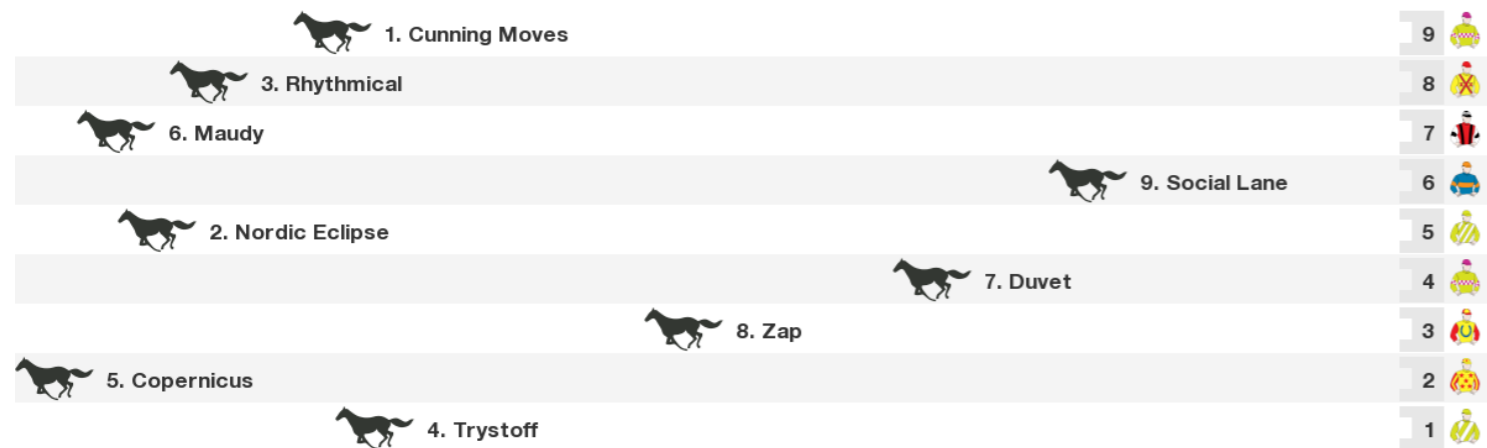 1. Cunning Moves 9
3. Rhythmical 8
6. Maudy 7
9. Social Lane 6
2. Nordic Eclipse 5
7. Duvet 4
8. Zap 3
5. Copernicus 2
4. Trystoff 1